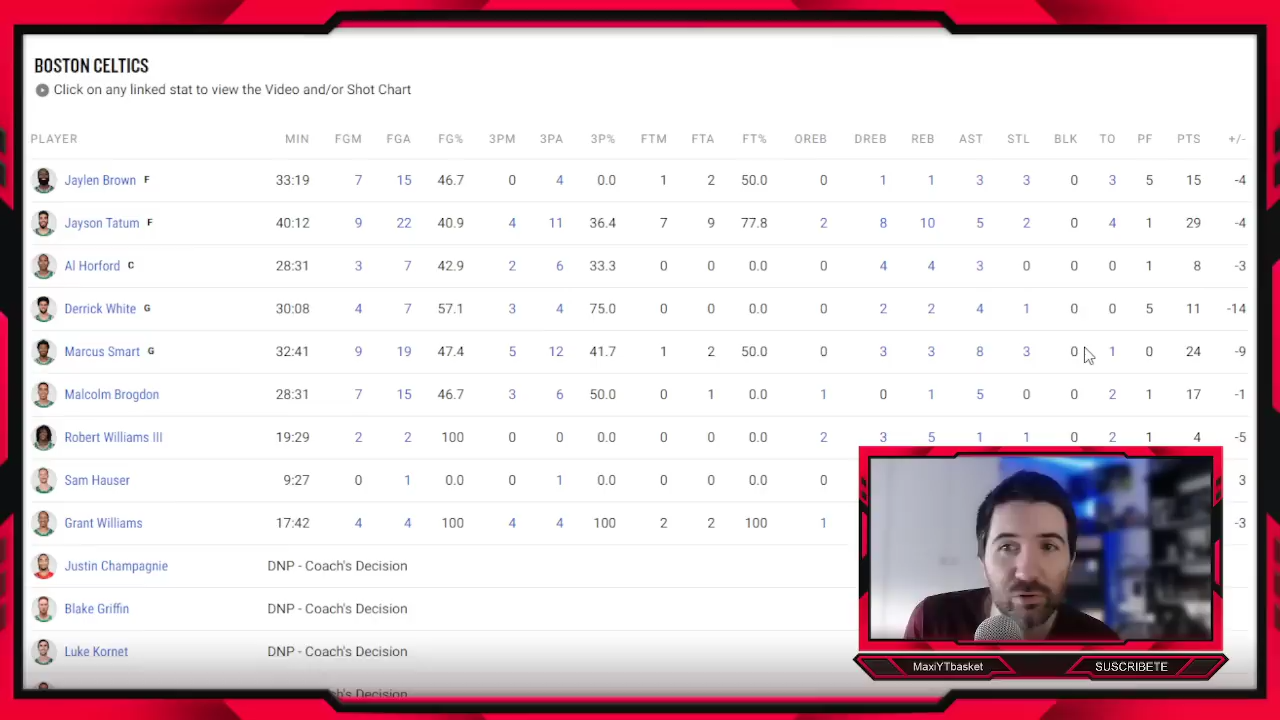 BOSTON CELTICS
Click on any linked stat to view the Video and/or Shot Chart
PLAYER MIN FGM FGA FG% 3PM 3PA 3P% FTM FTA FT% OREB DREB REB AST STL BLK TO PF PTS +/-
Jaylen Brown F 33:19 7 15 46.7 0 4 0.0 1 2 50.0 0 1 1 3 3 0 3 5 15 -4
Jayson Tatum F 40:12 9 22 40.9 4 11 36.4 7 9 77.8 2 8 10 5 2 0 4 1 29 -4
Al Horford C 28:31 3 7 42.9 2 6 33.3 0 0 0.0 0 4 4 3 0 0 0 1 8 -3
Derrick White G 30:08 4 7 57.1 3 4 75.0 0 0 0.0 0 2 2 4 1 0 0 5 11 -14
Marcus Smart G 32:41 9 19 47.4 5 12 41.7 1 2 50.0 0 3 3 8 3 0 1 0 24 -9
Malcolm Brogdon 28:31 7 15 46.7 3 6 50.0 0 1 0.0 1 0 1 5 0 0 2 1 17 -1
Robert Williams III 19:29 2 2 100 0 0 0.0 0 0 0.0 2 3 5 1 1 0 2 1 4 -5
Sam Hauser 9:27 0 1 0.0 0 1 0.0 0 0 0.0 0 3
Grant Williams 17:42 4 4 100 4 4 100 2 2 100 1 -3
Justin Champagnie DNP - Coach's Decision
Blake Griffin DNP - Coach's Decision
Luke Kornet DNP - Coach's Decision
Coach's Decision
MaxiYTbasket SUSCRIBETE